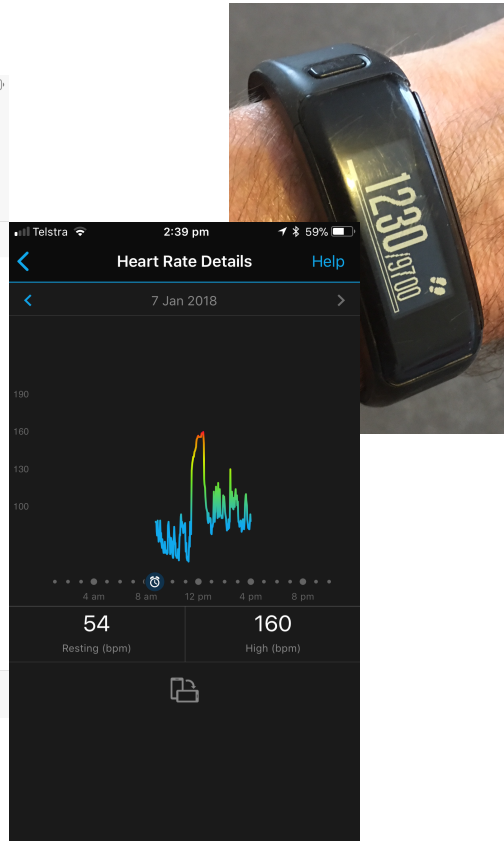 1230/9700
Telstra 2:39 pm 59%
Heart Rate Details Help
7 Jan 2018
190
160
130
100
4 am 8 am 12 pm 4 pm 8 pm
54 160
Resting (bpm) High (bpm)